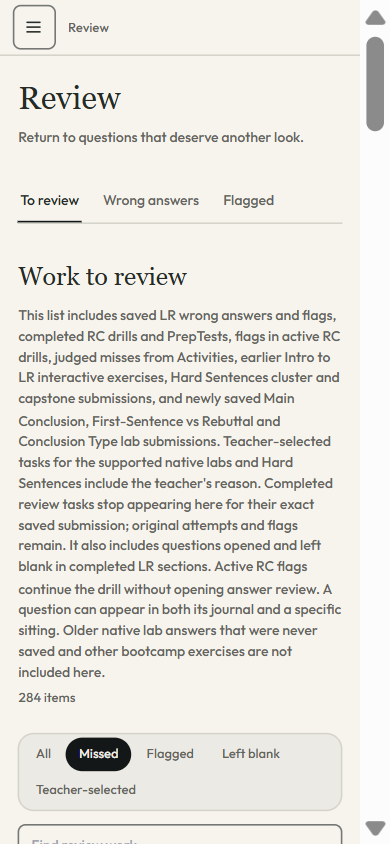 Review
Review
Return to questions that deserve another look.
To review Wrong answers Flagged
Work to review
This list includes saved LR wrong answers and flags,
completed RC drills and PrepTests, flags in active RC
drills, judged misses from Activities, earlier Intro to
LR interactive exercises, Hard Sentences cluster and
capstone submissions, and newly saved Main
Conclusion, First-Sentence vs Rebuttal and
Conclusion Type lab submissions. Teacher-selected
tasks for the supported native labs and Hard
Sentences include the teacher's reason. Completed
review tasks stop appearing here for their exact
saved submission; original attempts and flags
remain. It also includes questions opened and left
blank in completed LR sections. Active RC flags
continue the drill without opening answer review. A
question can appear in both its journal and a specific
sitting. Older native lab answers that were never
saved and other bootcamp exercises are not
included here.
284 items
All Missed Flagged Left blank
Teacher-selected